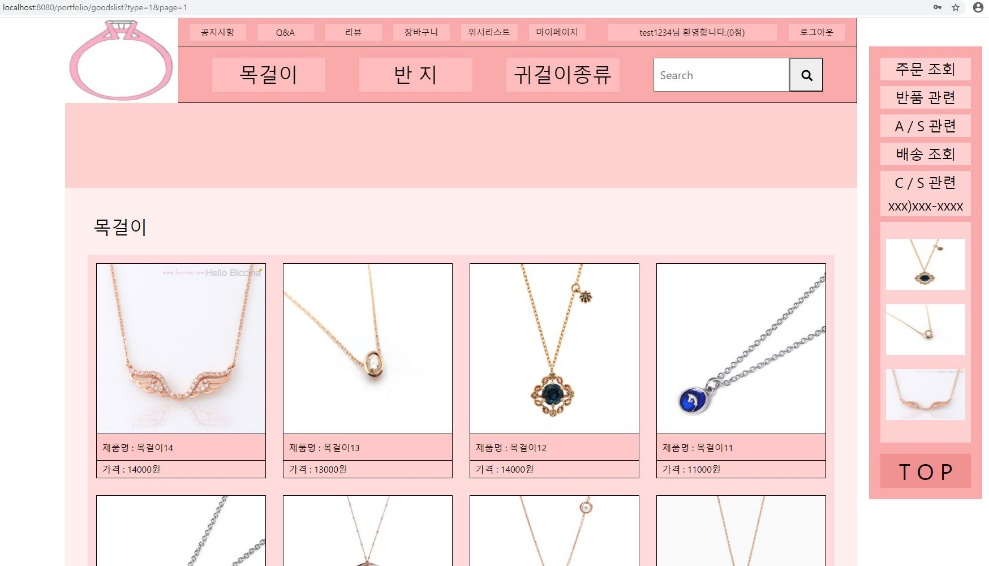 localhost:8080/portfolio/goodslist?type=1&page=1
공지사항 Q&A 리뷰 장바구니 위시리스트 마이페이지 test1234님 환영합니다.(0점) 로그아웃
목걸이 반 지 귀걸이종류 Search
주문 조회
반품 관련
A / S 관련
배송 조회
C / S 관련
xxx)xxx-xxxx
T O P
목걸이
Hello Biccina
제품명 : 목걸이14
가격 : 14000원
제품명 : 목걸이13
가격 : 13000원
제품명 : 목걸이12
가격 : 14000원
제품명 : 목걸이11
가격 : 11000원